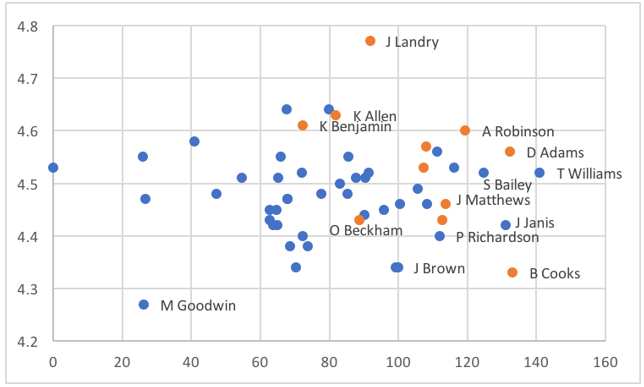 4.8
J Landry
4.7
K Allen
K Benjamin
4.6
A Robinson
D Adams
T Williams
4.5
S Bailey
J Matthews
O Beckham
J Janis
4.4
P Richardson
J Brown
B Cooks
4.3
M Goodwin
4.2
0 20 40 60 80 100 120 140 160